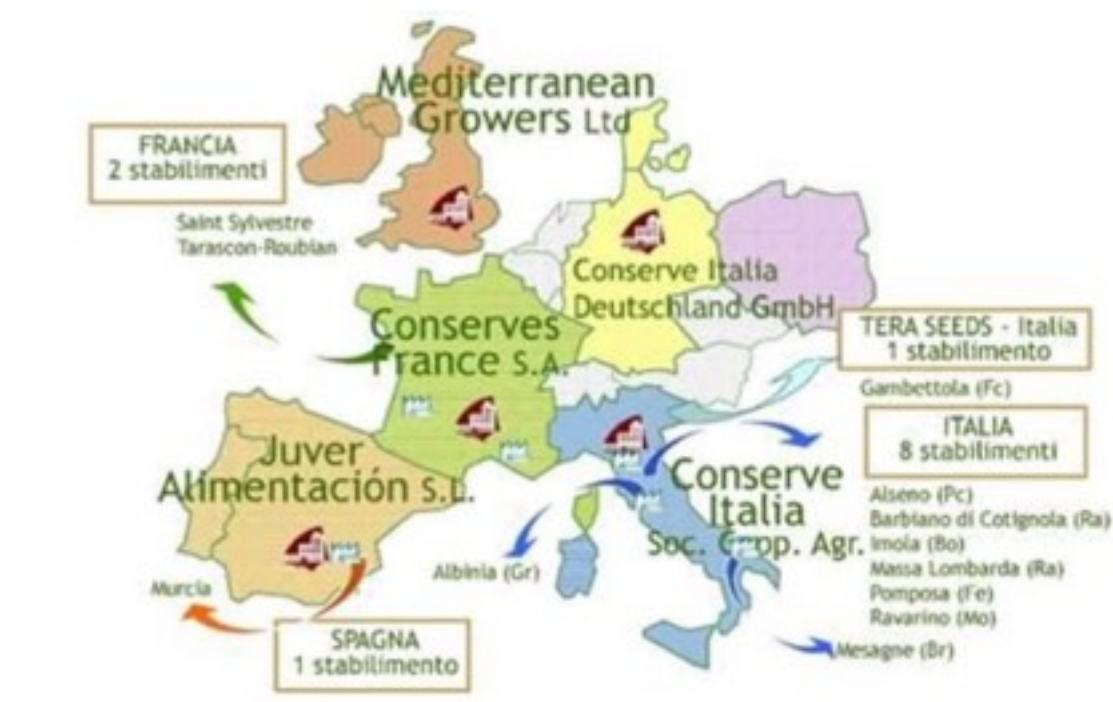 Mediterranean
Growers Ltd
FRANCIA
2 stabilimenti
Saint Sylvestre
Tarascon-Roubian
Conserve Italia
Deutschland GmbH
Conserves
France S.A.
TERA SEEDS - Italia
1 stabilimento
Gambettola (Fc)
ITALIA
8 stabilimenti
Juver
Alimentación S.L.
Conserve
Italia
Soc. Coop. Agr.
Alseno (Pc)
Barbiano di Cotignola (Ra)
Imola (Bo)
Massa Lombarda (Ra)
Pomposa (Fe)
Ravarino (Mo)
Albinia (Gr)
Murcia
SPAGNA
1 stabilimento
Mesagne (Br)